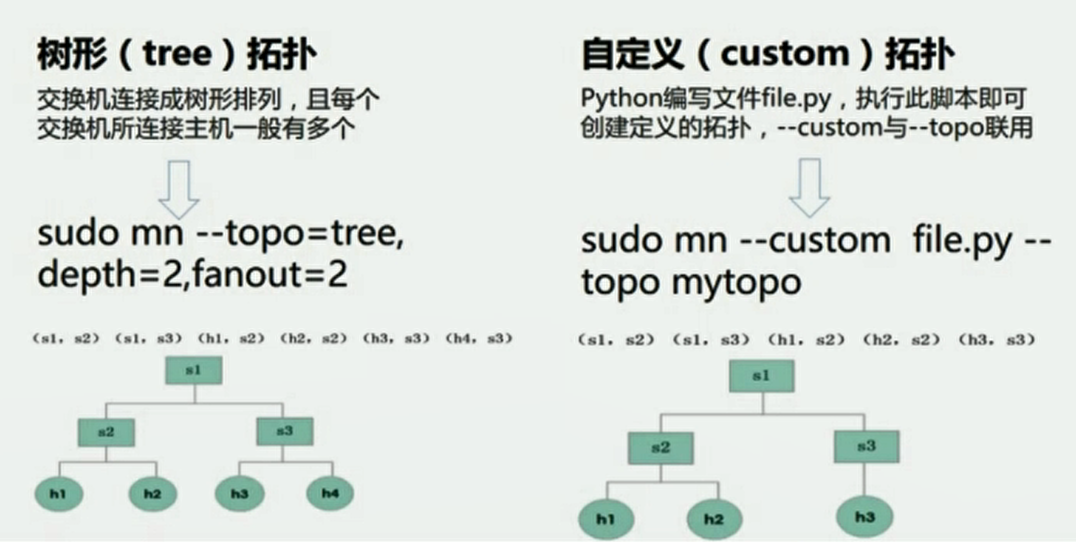 树形（tree）拓扑
交换机连接成树形排列，且每个
交换机所连接主机一般有多个
sudo mn --topo=tree,
depth=2,fanout=2
（s1，s2）（s1，s3）（h1，s2）（h2，s2）（h3，s3）（h4，s3）
s1
s2
s3
h1
h2
h3
h4
自定义（custom）拓扑
Python编写文件file.py，执行此脚本即可
创建定义的拓扑，--custom与--topo联用
sudo mn --custom file.py --
topo mytopo
（s1，s2）（s1，s3）（h1，s2）（h2，s2）（h3，s3）
s1
s2
s3
h1
h2
h3